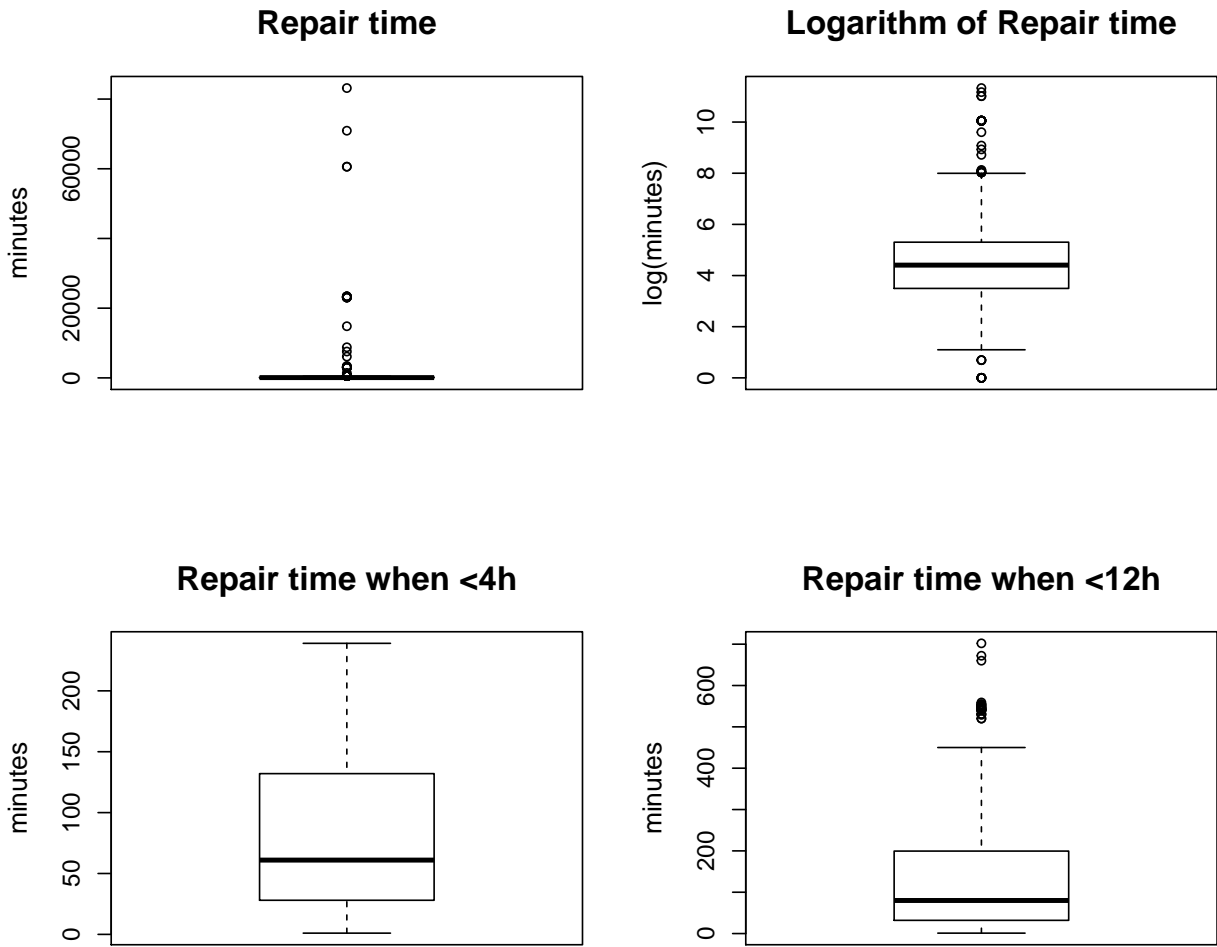 Repair time
minutes
0
20000
60000
Logarithm of Repair time
log(minutes)
0
2
4
6
8
10
Repair time when <4h
minutes
0
50
100
150
200
Repair time when <12h
minutes
0
200
400
600